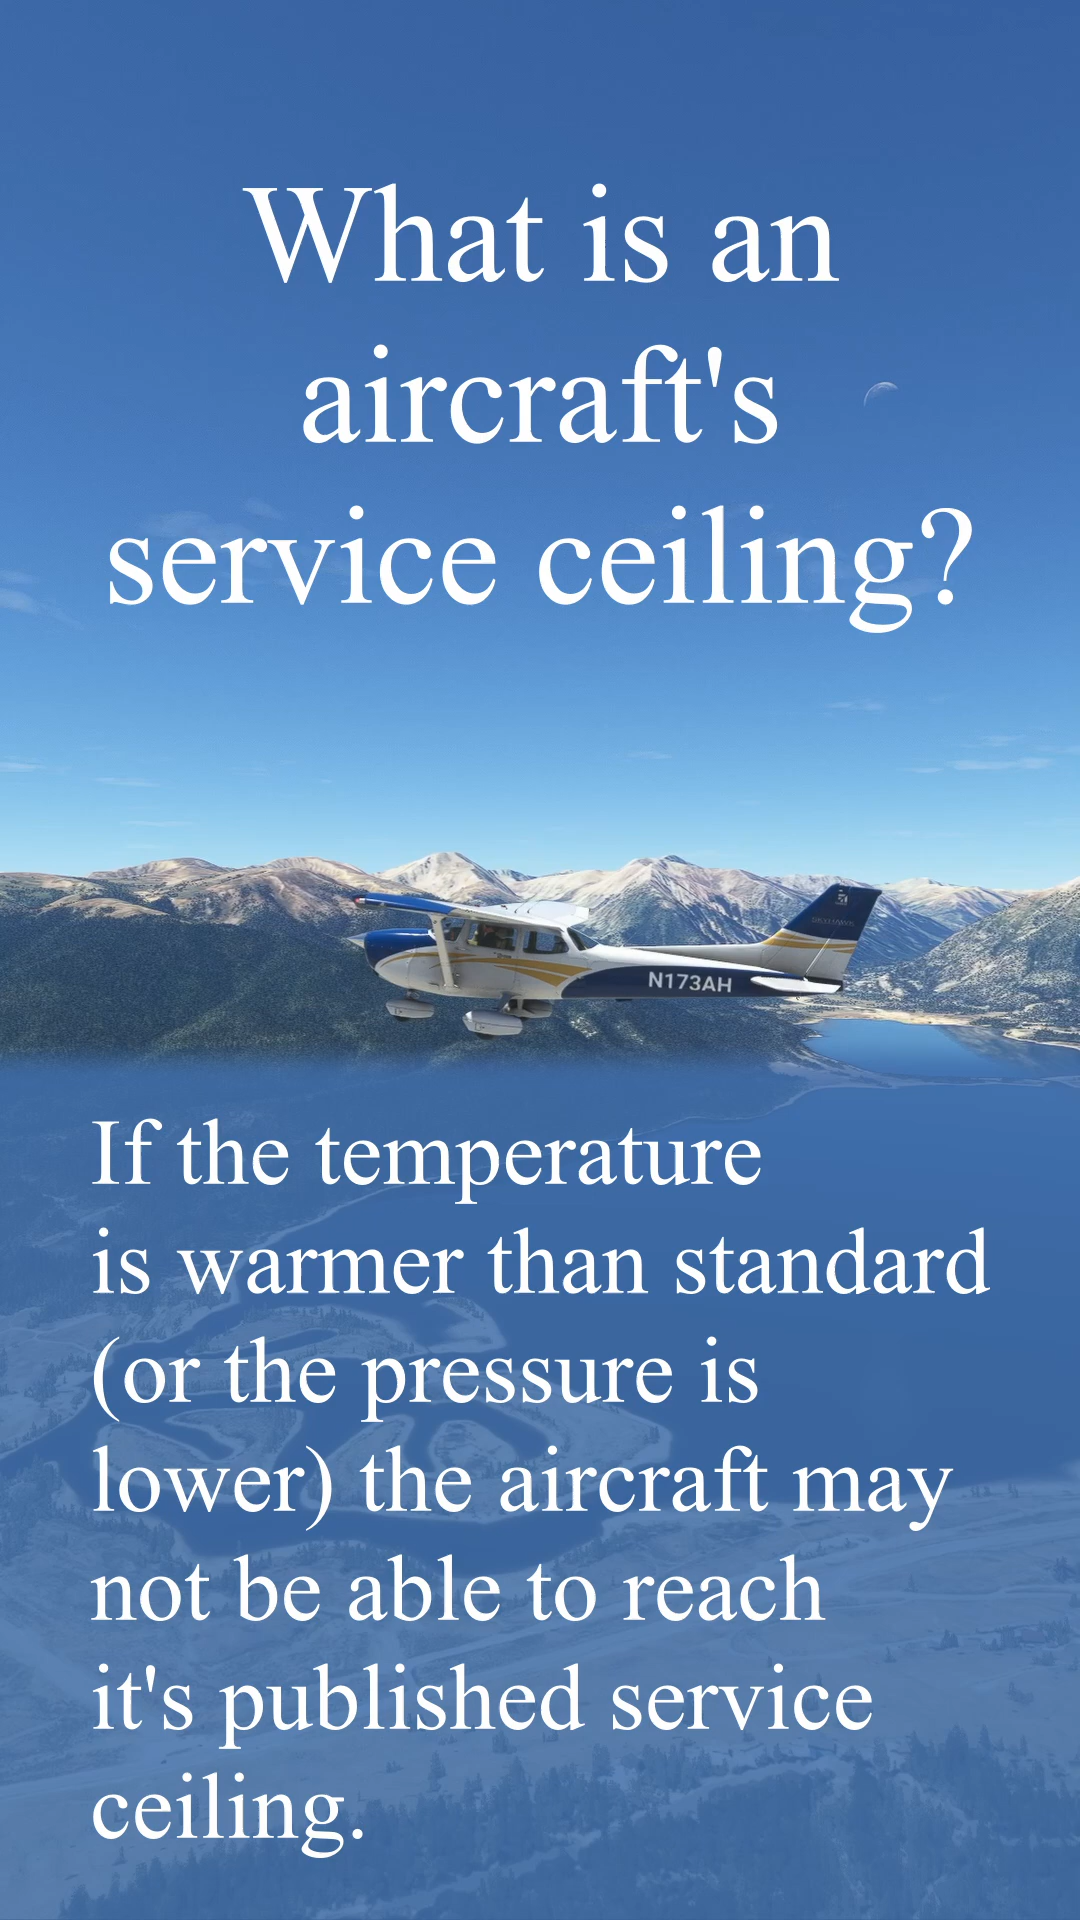 What is an
aircraft's
service ceiling?
N173AH
If the temperature
is warmer than standard
(or the pressure is
lower) the aircraft may
not be able to reach
it's published service
ceiling.